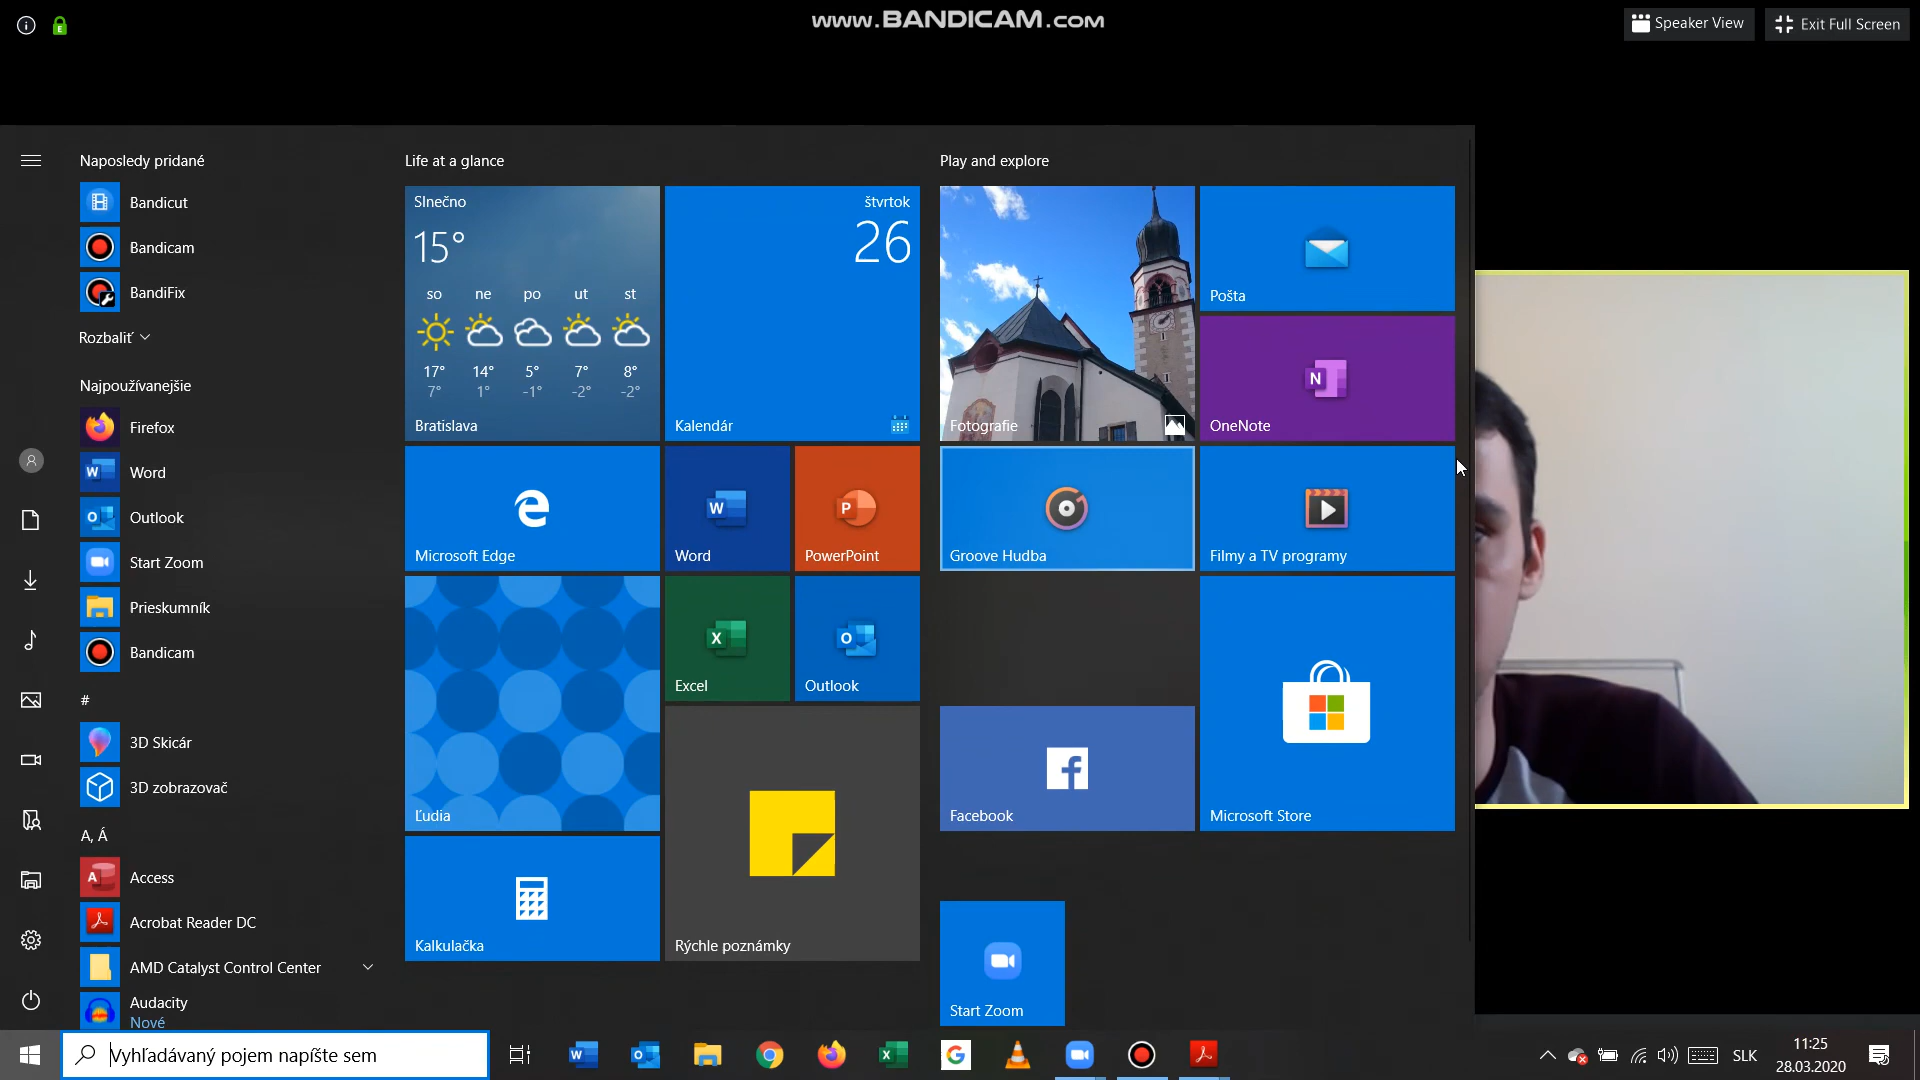 www.BANDICAM.com
Speaker View
Exit Full Screen
Naposledy pridané
Bandicut
Bandicam
BandiFix
Rozbaliť
Najpoužívanejšie
Firefox
Word
Outlook
Start Zoom
Prieskumník
Bandicam
#
3D Skicár
3D zobrazovač
A, Á
Access
Acrobat Reader DC
AMD Catalyst Control Center
Audacity
Nové
Life at a glance
Slnečno
15°
so ne po ut st
17° 14° 5° 7° 8°
7° 1° -1° -2° -2°
Bratislava
štvrtok
26
Kalendár
Microsoft Edge
Word
PowerPoint
Excel
Outlook
Ľudia
Kalkulačka
Rýchle poznámky
Play and explore
Fotografie
Pošta
OneNote
Groove Hudba
Filmy a TV programy
Facebook
Microsoft Store
Start Zoom
Vyhľadávaný pojem napíšte sem
SLK
11:25
28.03.2020